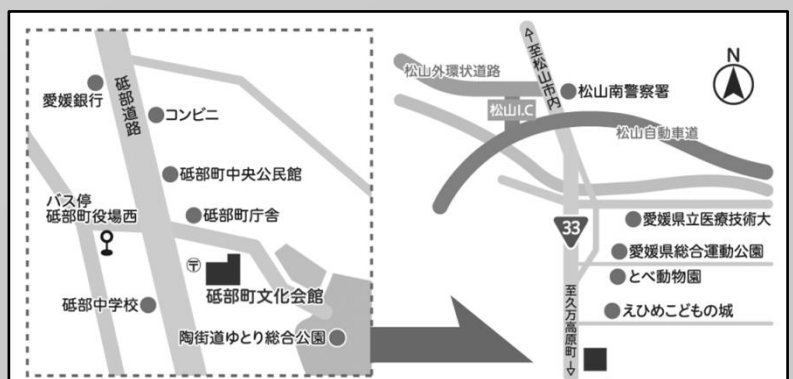 愛媛銀行
砥部道路
コンビニ
砥部町中央公民館
バス停
砥部町役場西
砥部町庁舎
〒
砥部町文化会館
砥部中学校
陶街道ゆとり総合公園
松山外環状道路
至松山市内
松山南警察署
松山I.C
松山自動車道
N
33
愛媛県立医療技術大
愛媛県総合運動公園
とべ動物園
えひめこどもの城
至久万高原町